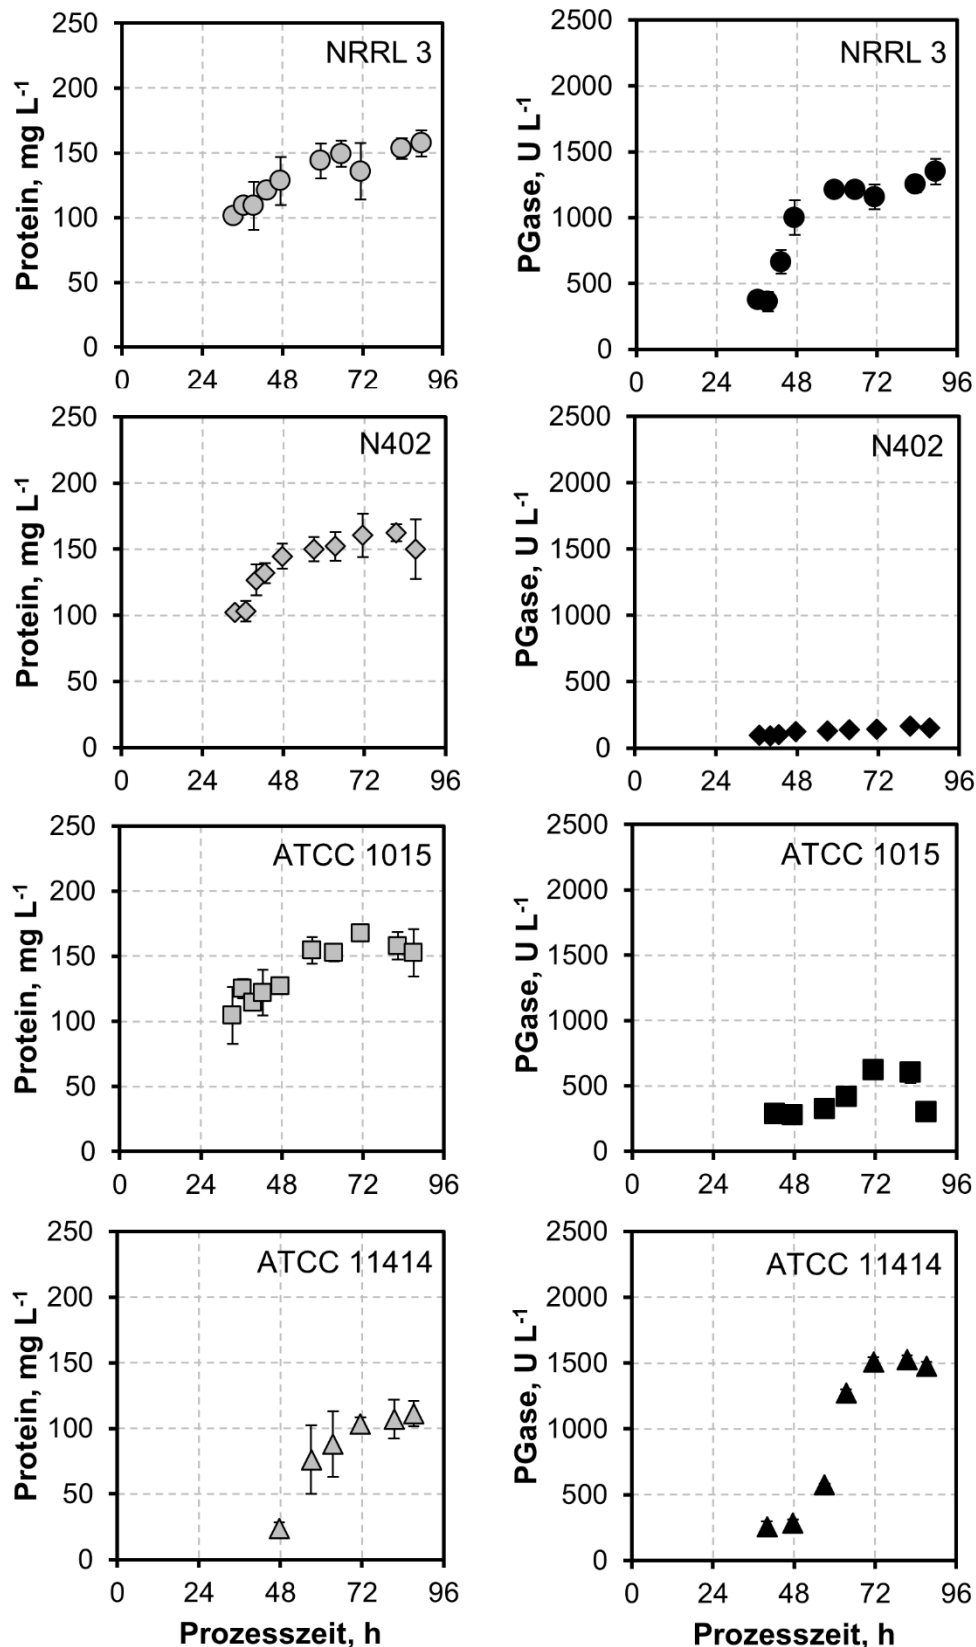 250
200
150
100
50
0
Protein, mg L⁻¹
NRRL 3
0 24 48 72 96
2500
2000
1500
1000
500
0
PGase, U L⁻¹
NRRL 3
0 24 48 72 96
250
200
150
100
50
0
Protein, mg L⁻¹
N402
0 24 48 72 96
2500
2000
1500
1000
500
0
PGase, U L⁻¹
N402
0 24 48 72 96
250
200
150
100
50
0
Protein, mg L⁻¹
ATCC 1015
0 24 48 72 96
2500
2000
1500
1000
500
0
PGase, U L⁻¹
ATCC 1015
0 24 48 72 96
250
200
150
100
50
0
Protein, mg L⁻¹
ATCC 11414
0 24 48 72 96
Prozesszeit, h
2500
2000
1500
1000
500
0
PGase, U L⁻¹
ATCC 11414
0 24 48 72 96
Prozesszeit, h